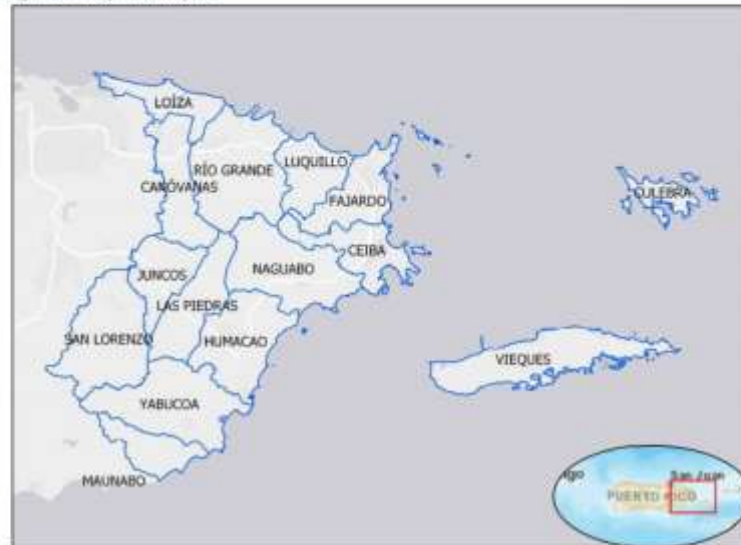 LOÍZA
LUQUILLO
RÍO GRANDE
CANÓVANAS
FAJARDO
CULEBRA
CEIBA
NAGUABO
JUNCOS
LAS PIEDRAS
SAN LORENZO
HUMACAO
VIEQUES
YABUCOA
MAUNABO
San Juan
PUERTO RICO